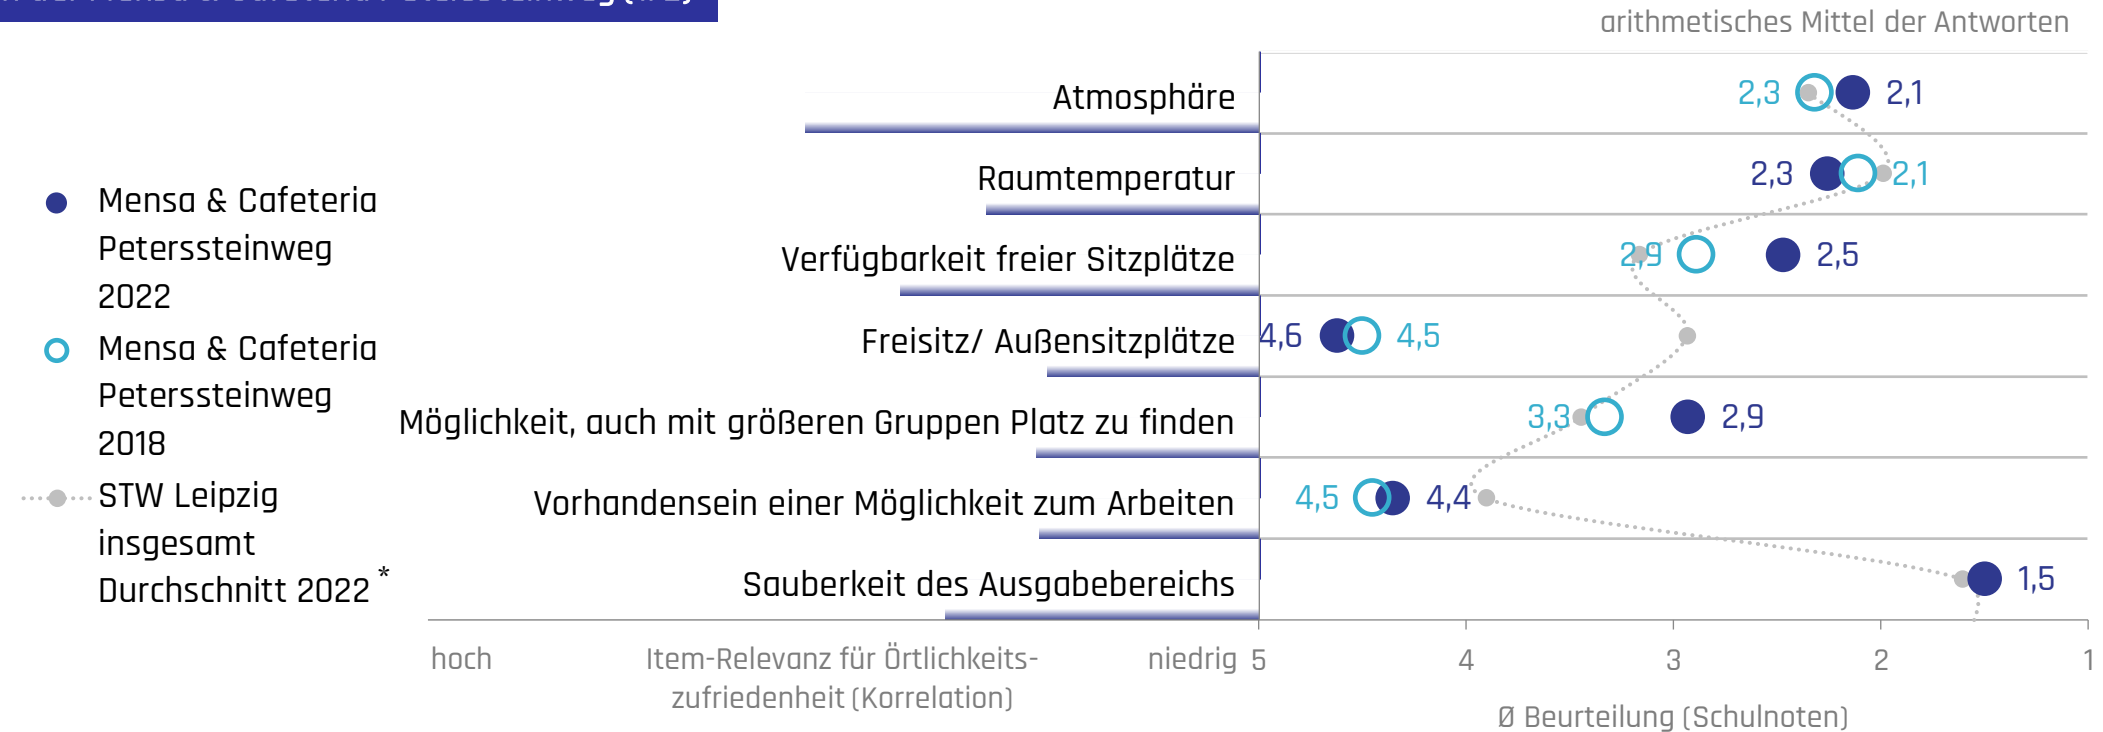 arithmetisches Mittel der Antworten
Atmosphäre
2,3
2,1
Raumtemperatur
2,3
2,1
Verfügbarkeit freier Sitzplätze
2,9
2,5
Freisitz/ Außensitzplätze
4,6
4,5
Möglichkeit, auch mit größeren Gruppen Platz zu finden
3,3
2,9
Vorhandensein einer Möglichkeit zum Arbeiten
4,5
4,4
Sauberkeit des Ausgabebereichs
1,5
Mensa & Cafeteria
Peterssteinweg
2022
Mensa & Cafeteria
Peterssteinweg
2018
STW Leipzig
insgesamt
Durchschnitt 2022 *
hoch
Item-Relevanz für Örtlichkeits-
zufriedenheit (Korrelation)
niedrig
5 4 3 2 1
Ø Beurteilung (Schulnoten)